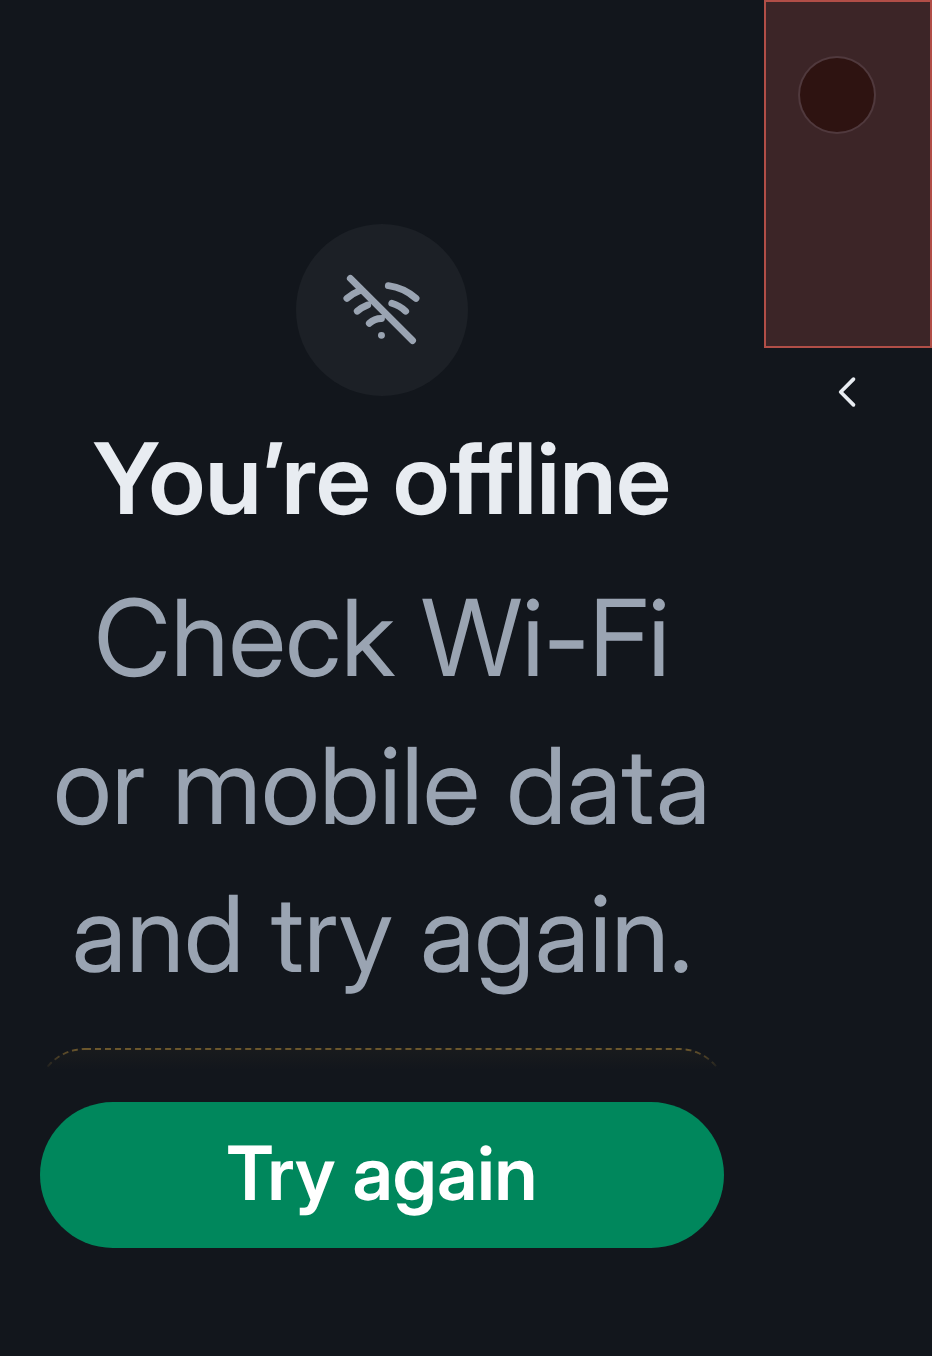 You’re offline
Check Wi-Fi
or mobile data
and try again.
Try again